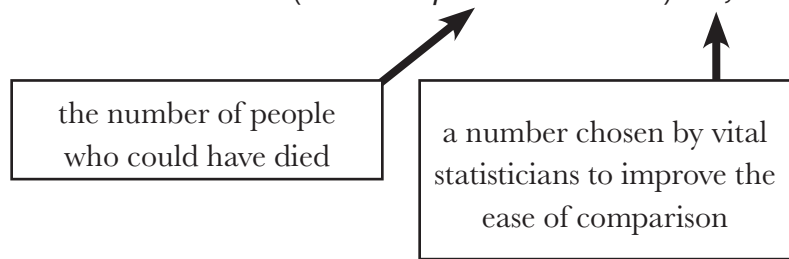 the number of people
who could have died
a number chosen by vital
statisticians to improve the
ease of comparison